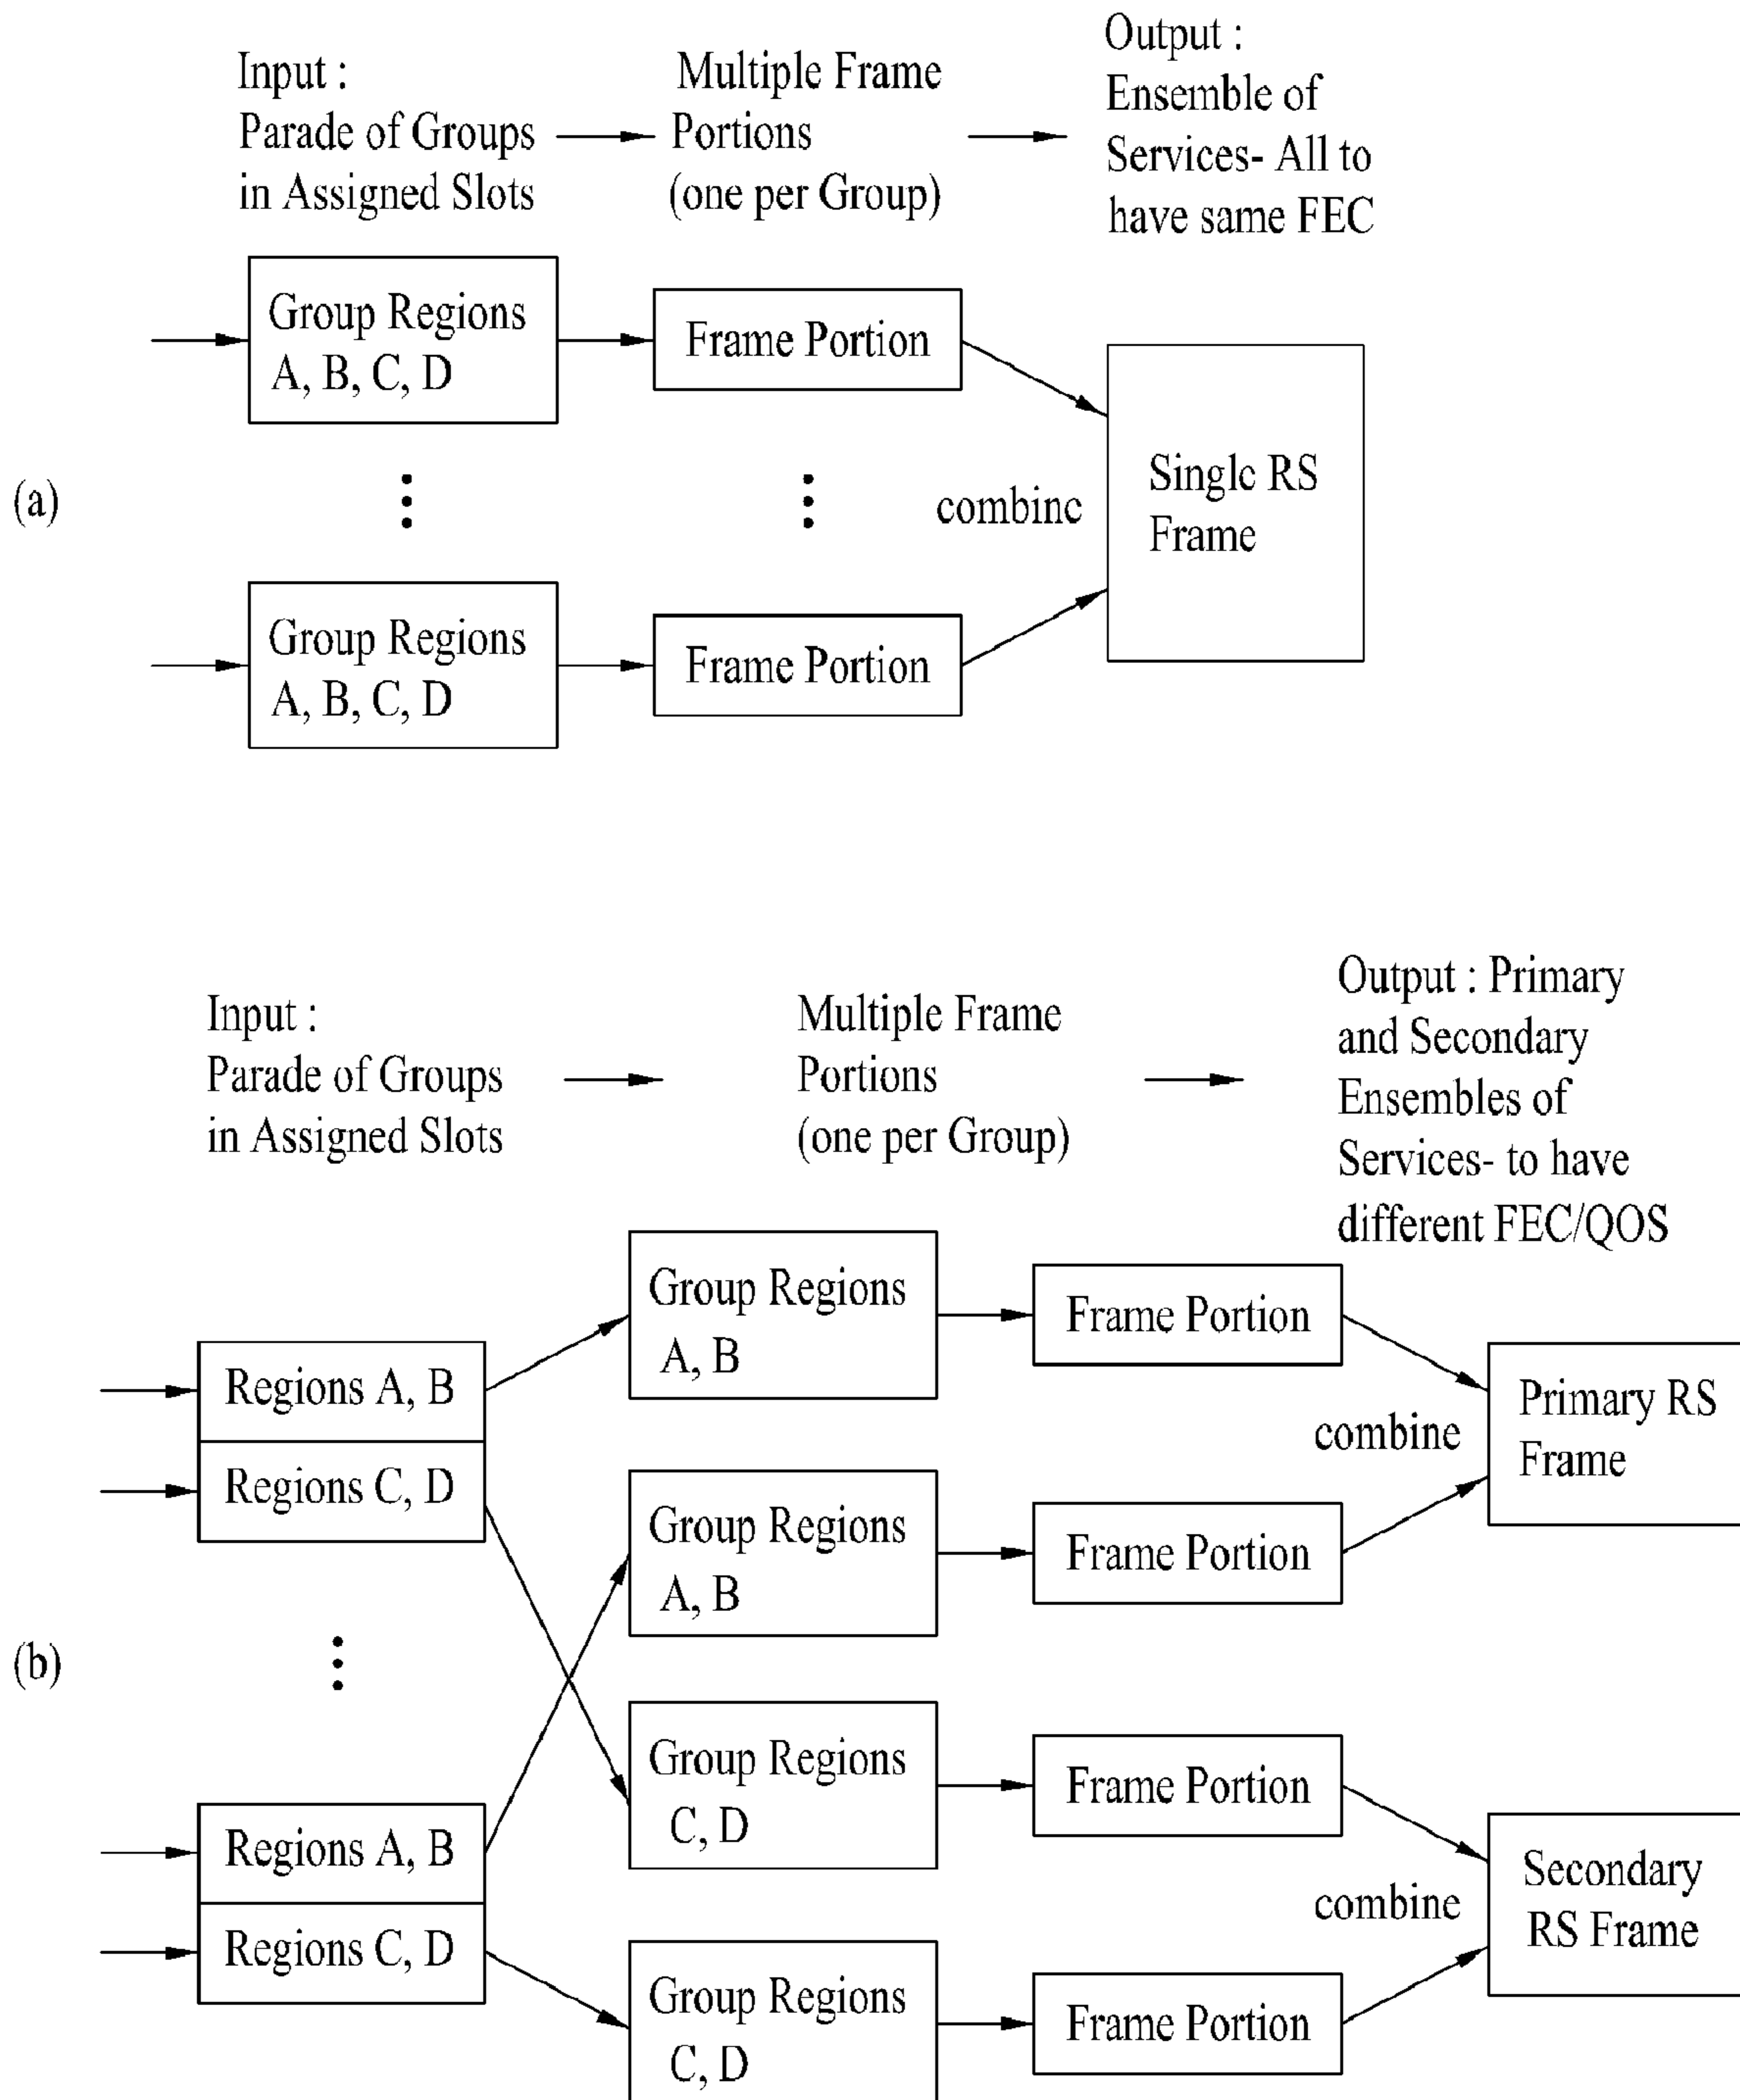 Input :
Parade of Groups
in Assigned Slots
Multiple Frame
Portions
(one per Group)
Output :
Ensemble of
Services- All to
have same FEC
(a)
Group Regions
A, B, C, D
Frame Portion
Group Regions
A, B, C, D
Frame Portion
combine
Single RS
Frame
Input :
Parade of Groups
in Assigned Slots
Multiple Frame
Portions
(one per Group)
Output : Primary
and Secondary
Ensembles of
Services- to have
different FEC/QOS
(b)
Regions A, B
Regions C, D
Regions A, B
Regions C, D
Group Regions
A, B
Group Regions
A, B
Group Regions
C, D
Group Regions
C, D
Frame Portion
Frame Portion
Frame Portion
Frame Portion
combine
Primary RS
Frame
combine
Secondary
RS Frame